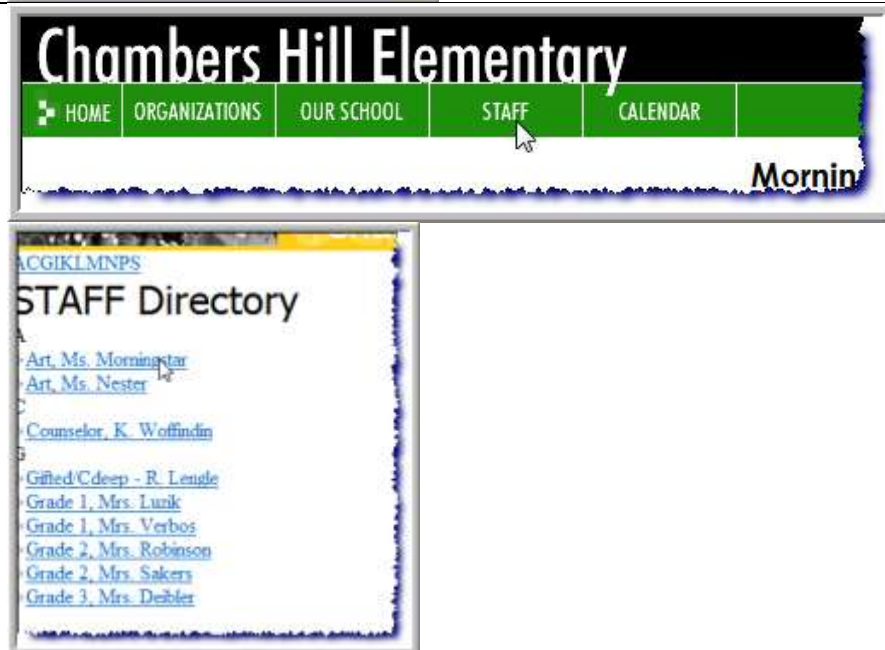 Chambers Hill Elementary
HOME ORGANIZATIONS OUR SCHOOL STAFF CALENDAR
Mornin
ACGIKLMNPS
STAFF Directory
A
Art, Ms. Morningstar
Art, Ms. Nester
C
Counselor, K. Woffindin
G
Gifted/Cdeep - R. Lengle
Grade 1, Mrs. Luzik
Grade 1, Mrs. Verbos
Grade 2, Mrs. Robinson
Grade 2, Mrs. Sakers
Grade 3, Mrs. Deibler